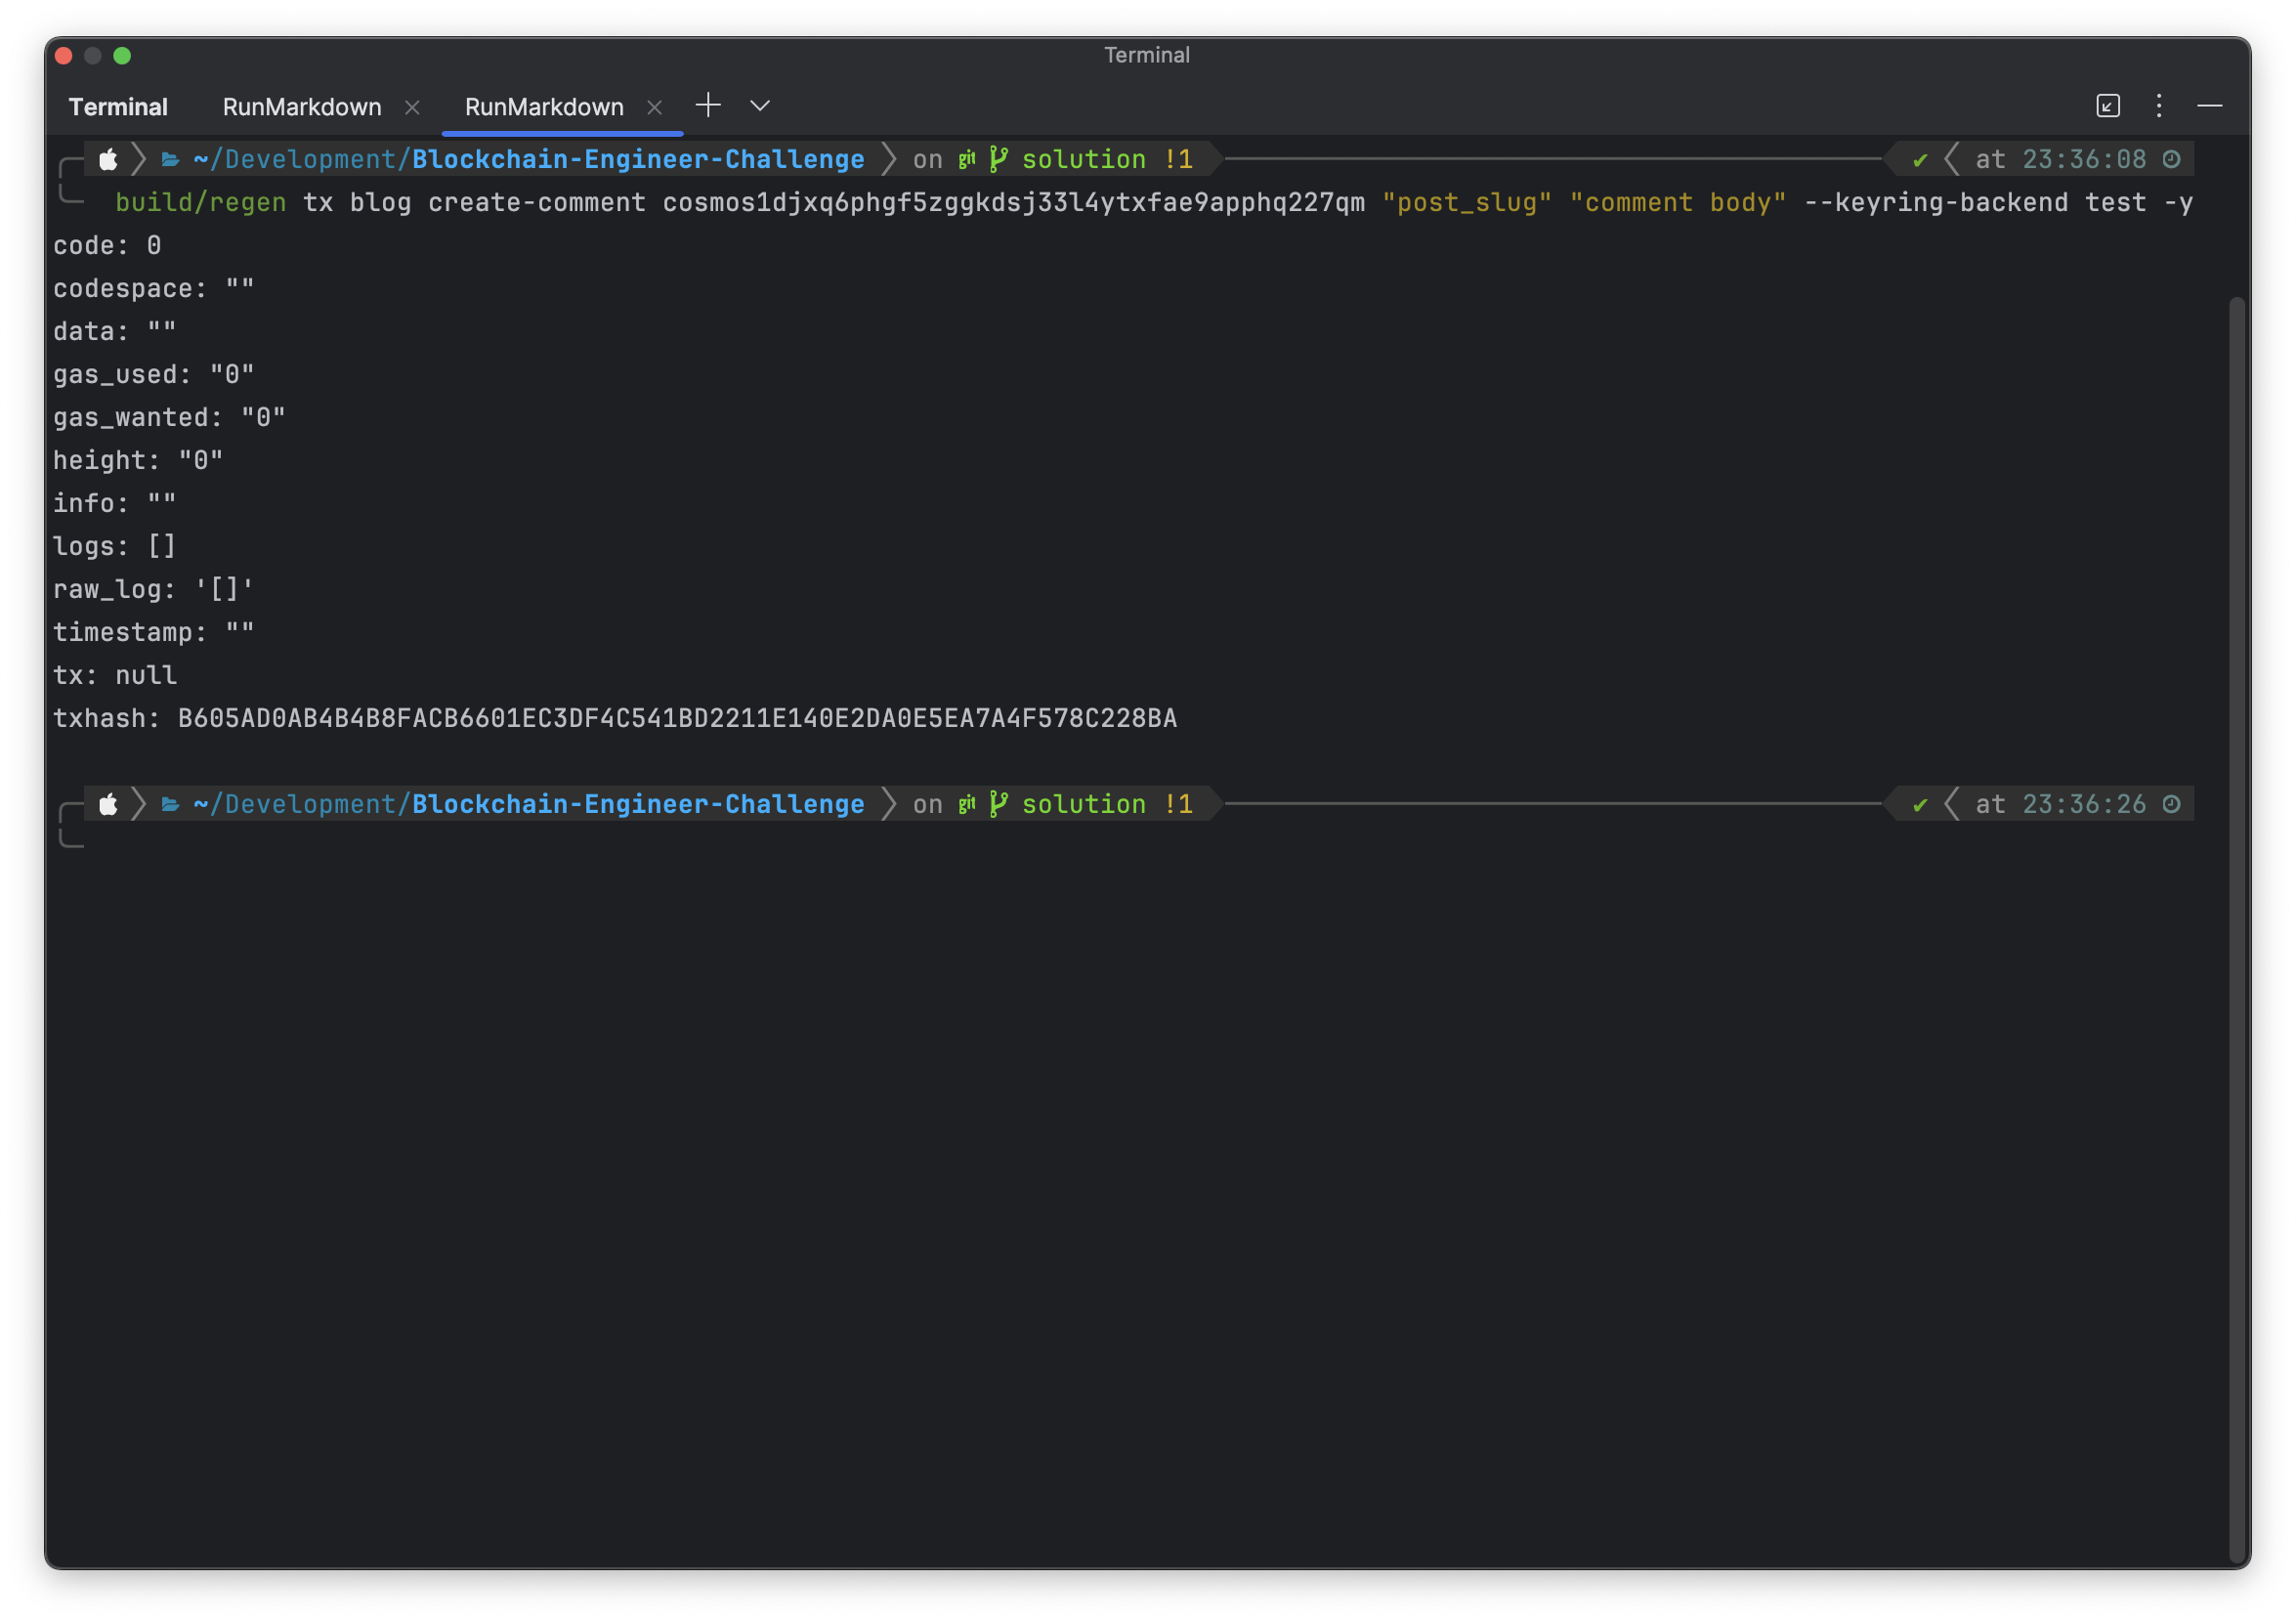 Terminal
Terminal RunMarkdown RunMarkdown
~/Development/Blockchain-Engineer-Challenge on git solution !1 ✔ at 23:36:08
build/regen tx blog create-comment cosmos1djxq6phgf5zggkdsj33l4ytxfae9apphq227qm "post_slug" "comment body" --keyring-backend test -y
code: 0
codespace: ""
data: ""
gas_used: "0"
gas_wanted: "0"
height: "0"
info: ""
logs: []
raw_log: '[]'
timestamp: ""
tx: null
txhash: B605AD0AB4B4B8FACB6601EC3DF4C541BD2211E140E2DA0E5EA7A4F578C228BA
~/Development/Blockchain-Engineer-Challenge on git solution !1 ✔ at 23:36:26